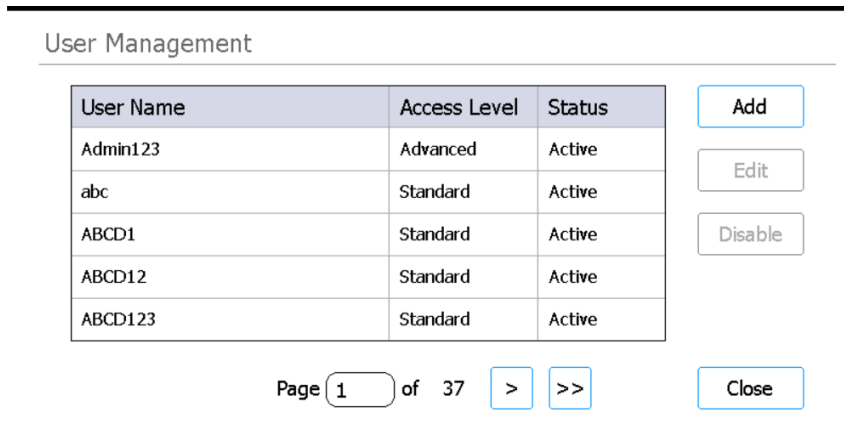 User Management
User Name Access Level Status Add
Admin123 Advanced Active
Edit
abc Standard Active
ABCD1 Standard Active Disable
ABCD12 Standard Active
ABCD123 Standard Active
Page 1 of 37 > >> Close